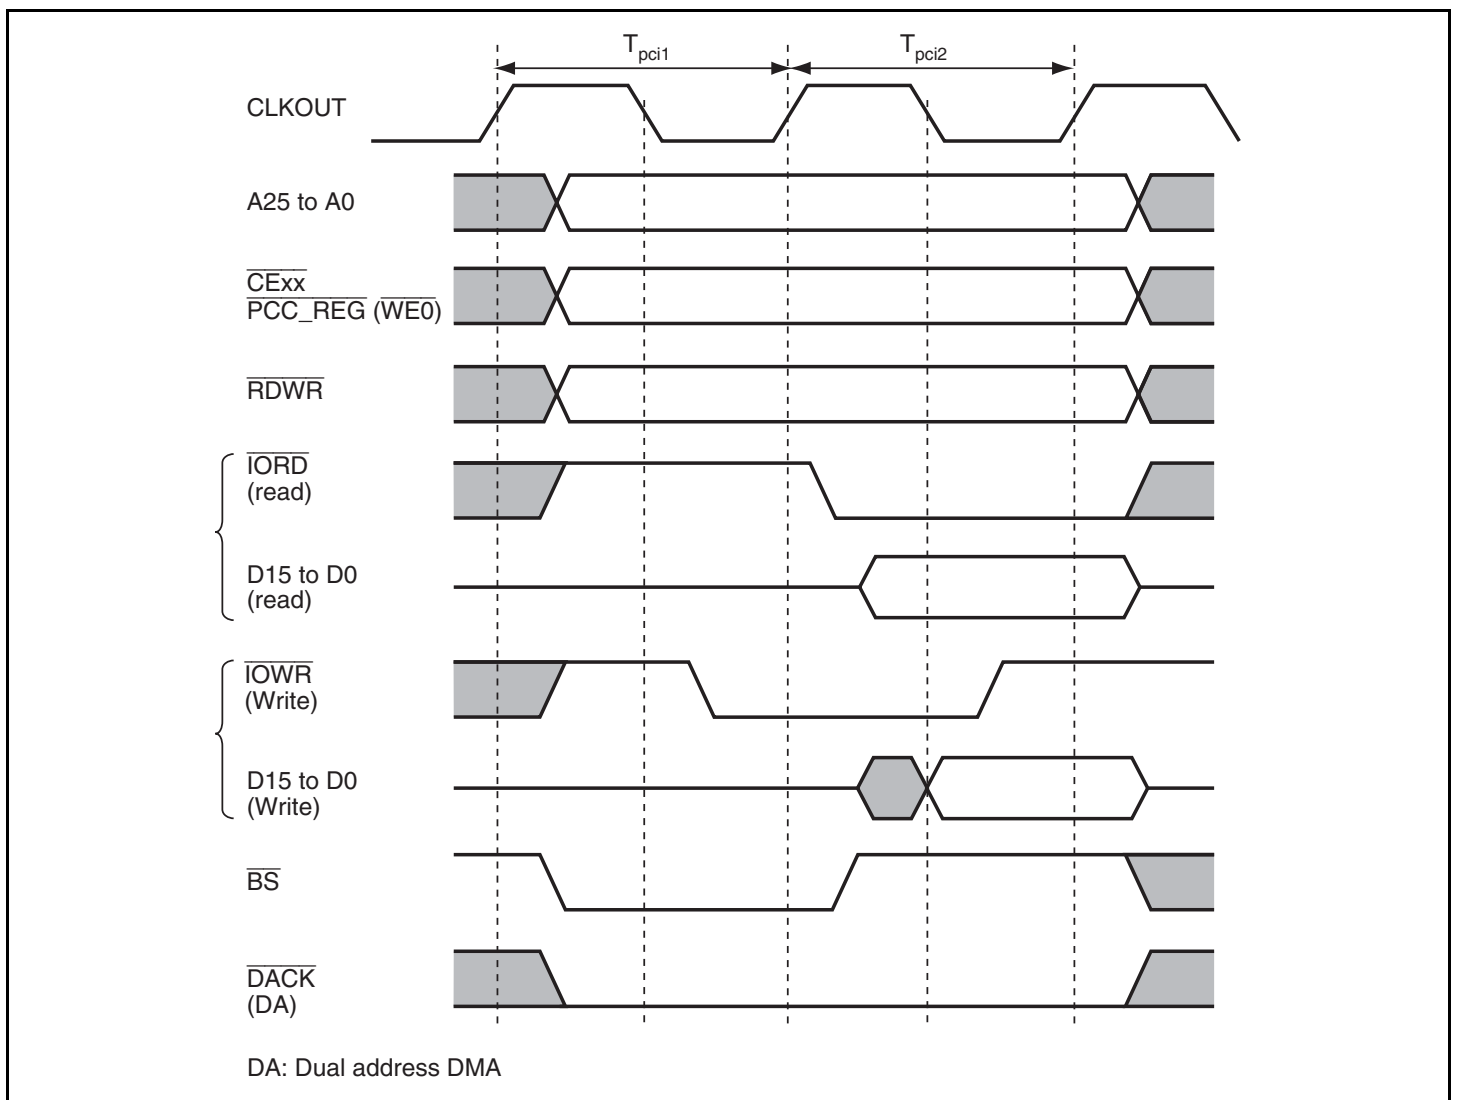 Tpci1
Tpci2
CLKOUT
A25 to A0
CExx
PCC_REG (WE0)
RDWR
IORD
(read)
D15 to D0
(read)
IOWR
(Write)
D15 to D0
(Write)
BS
DACK
(DA)
DA: Dual address DMA